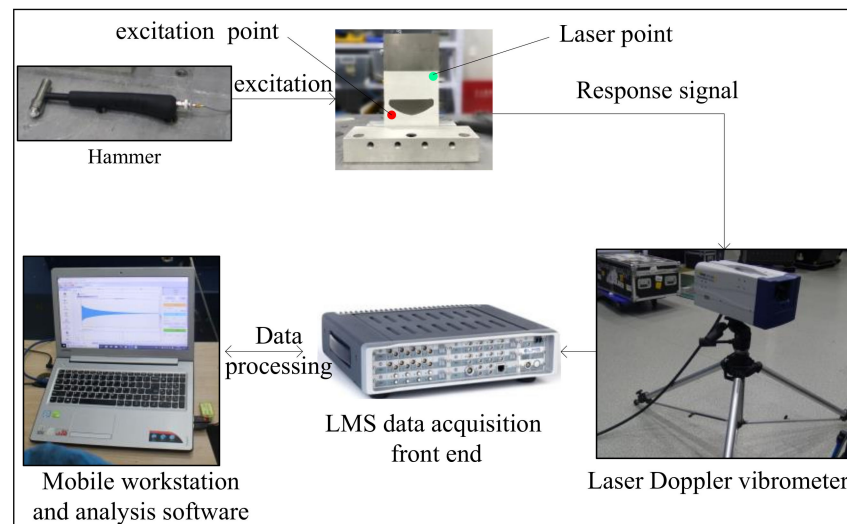 excitation point
Laser point
excitation
Response signal
Hammer
Data
processing
LMS data acquisition
front end
Mobile workstation
and analysis software
Laser Doppler vibrometer